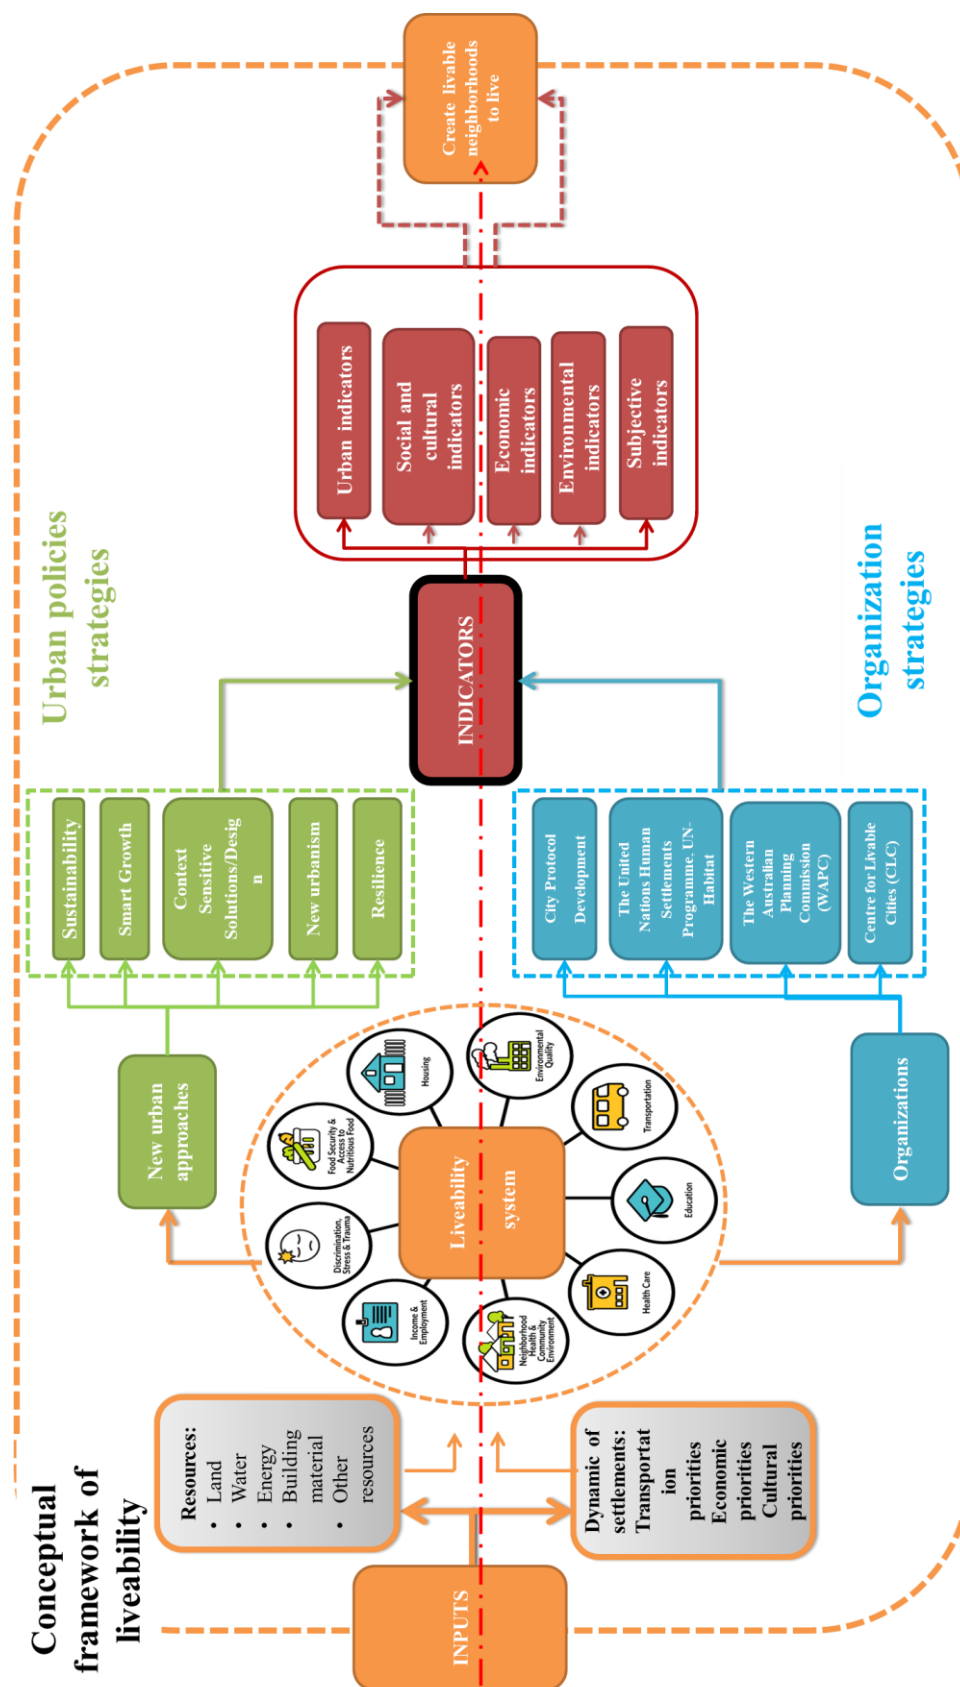 Conceptual
framework of
liveability
Urban policies
strategies
Organization
strategies
INPUTS
Resources:
• Land
• Water
• Energy
• Building
material
• Other
resources
Dynamic of
settlements:
Transportat
ion
priorities
Economic
priorities
Cultural
priorities
Liveability
system
Income &
Employment
Discrimination,
Stress & Trauma
Food Security &
Access to
Nutritious Food
Housing
Environmental
Quality
Transportation
Education
Health Care
Neighborhood
Health &
Community
Environment
New urban
approaches
Organizations
Sustainability
Smart Growth
Context
Sensitive
Solutions/Desig
n
New urbanism
Resilience
City Protocol
Development
The United
Nations Human
Settlements
Programme, UN-
Habitat
The Western
Australian
Planning
Commission
(WAPC)
Centre for Livable
Cities (CLC)
INDICATORS
Urban indicators
Social and
cultural
indicators
Economic
indicators
Environmental
indicators
Subjective
indicators
Create livable
neighborhoods
to live